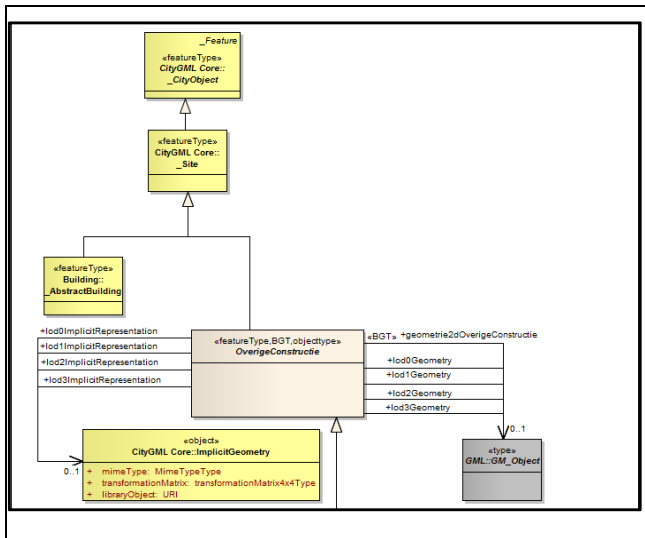 _Feature
«featureType»
CityGML Core::
_CityObject
«featureType»
CityGML Core::
_Site
«featureType»
Building::
_AbstractBuilding
+lod0ImplicitRepresentation
+lod1ImplicitRepresentation
+lod2ImplicitRepresentation
+lod3ImplicitRepresentation
«featureType,BGT,objecttype»
OverigeConstructie
«BGT» +geometrie2dOverigeConstructie
+lod0Geometry
+lod1Geometry
+lod2Geometry
+lod3Geometry
0..1
«object»
CityGML Core::ImplicitGeometry
+ mimeType: MimeTypeType
+ transformationMatrix: transformationMatrix4x4Type
+ libraryObject: URI
0..1
«type»
GML::GM_Object